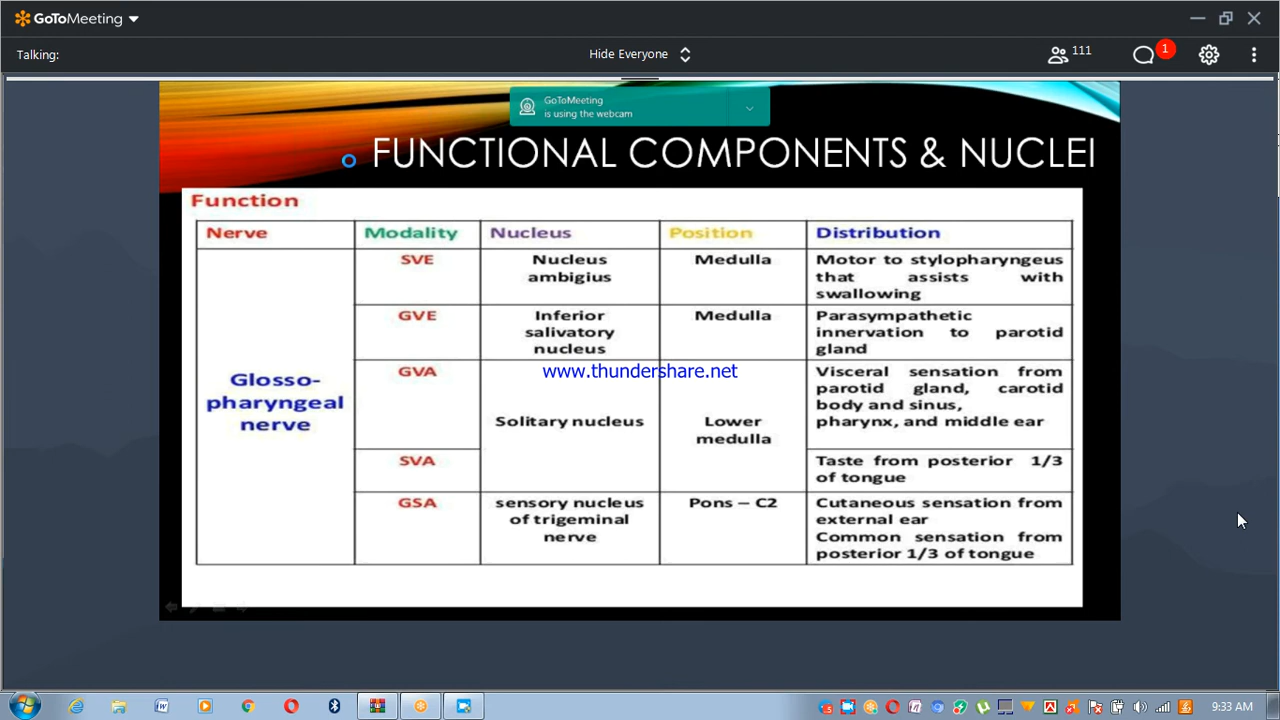 GoToMeeting
Talking:
Hide Everyone
111
1
GoToMeeting
is using the webcam
FUNCTIONAL COMPONENTS & NUCLEI
Function
Nerve Modality Nucleus Position Distribution
Glosso-
pharyngeal
nerve
SVE
Nucleus
ambigius
Medulla
Motor to stylopharyngeus
that assists with
swallowing
GVE
Inferior
salivatory
nucleus
Medulla
Parasympathetic
innervation to parotid
gland
www.thundershare.net
GVA
Solitary nucleus
Lower
medulla
Visceral sensation from
parotid gland, carotid
body and sinus,
pharynx, and middle ear
SVA
Taste from posterior 1/3
of tongue
GSA
sensory nucleus
of trigeminal
nerve
Pons – C2
Cutaneous sensation from
external ear
Common sensation from
posterior 1/3 of tongue
9:33 AM